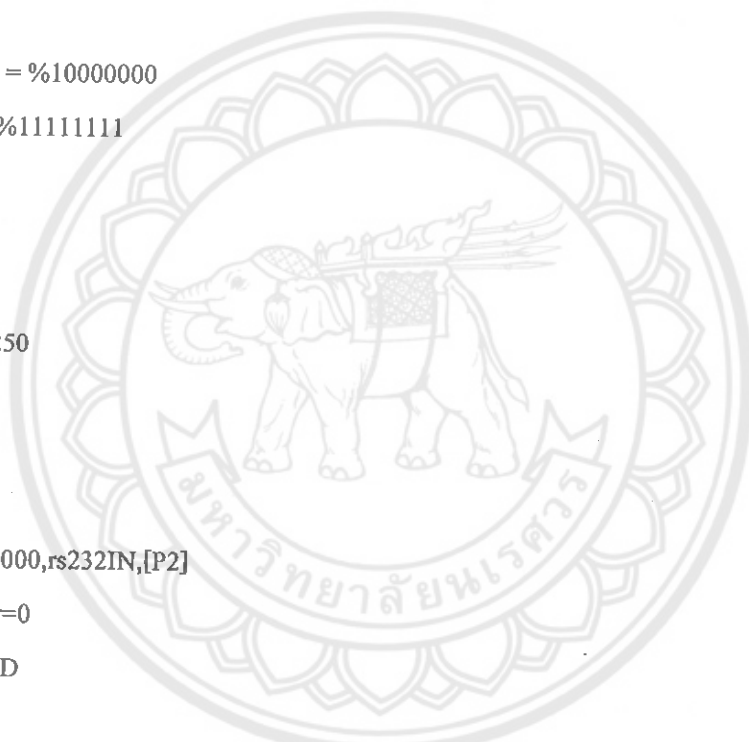 = %10000000
%11111111
50
000,rs232IN,[P2]
=0
D
มหาวิทยาลัยนเรศวร